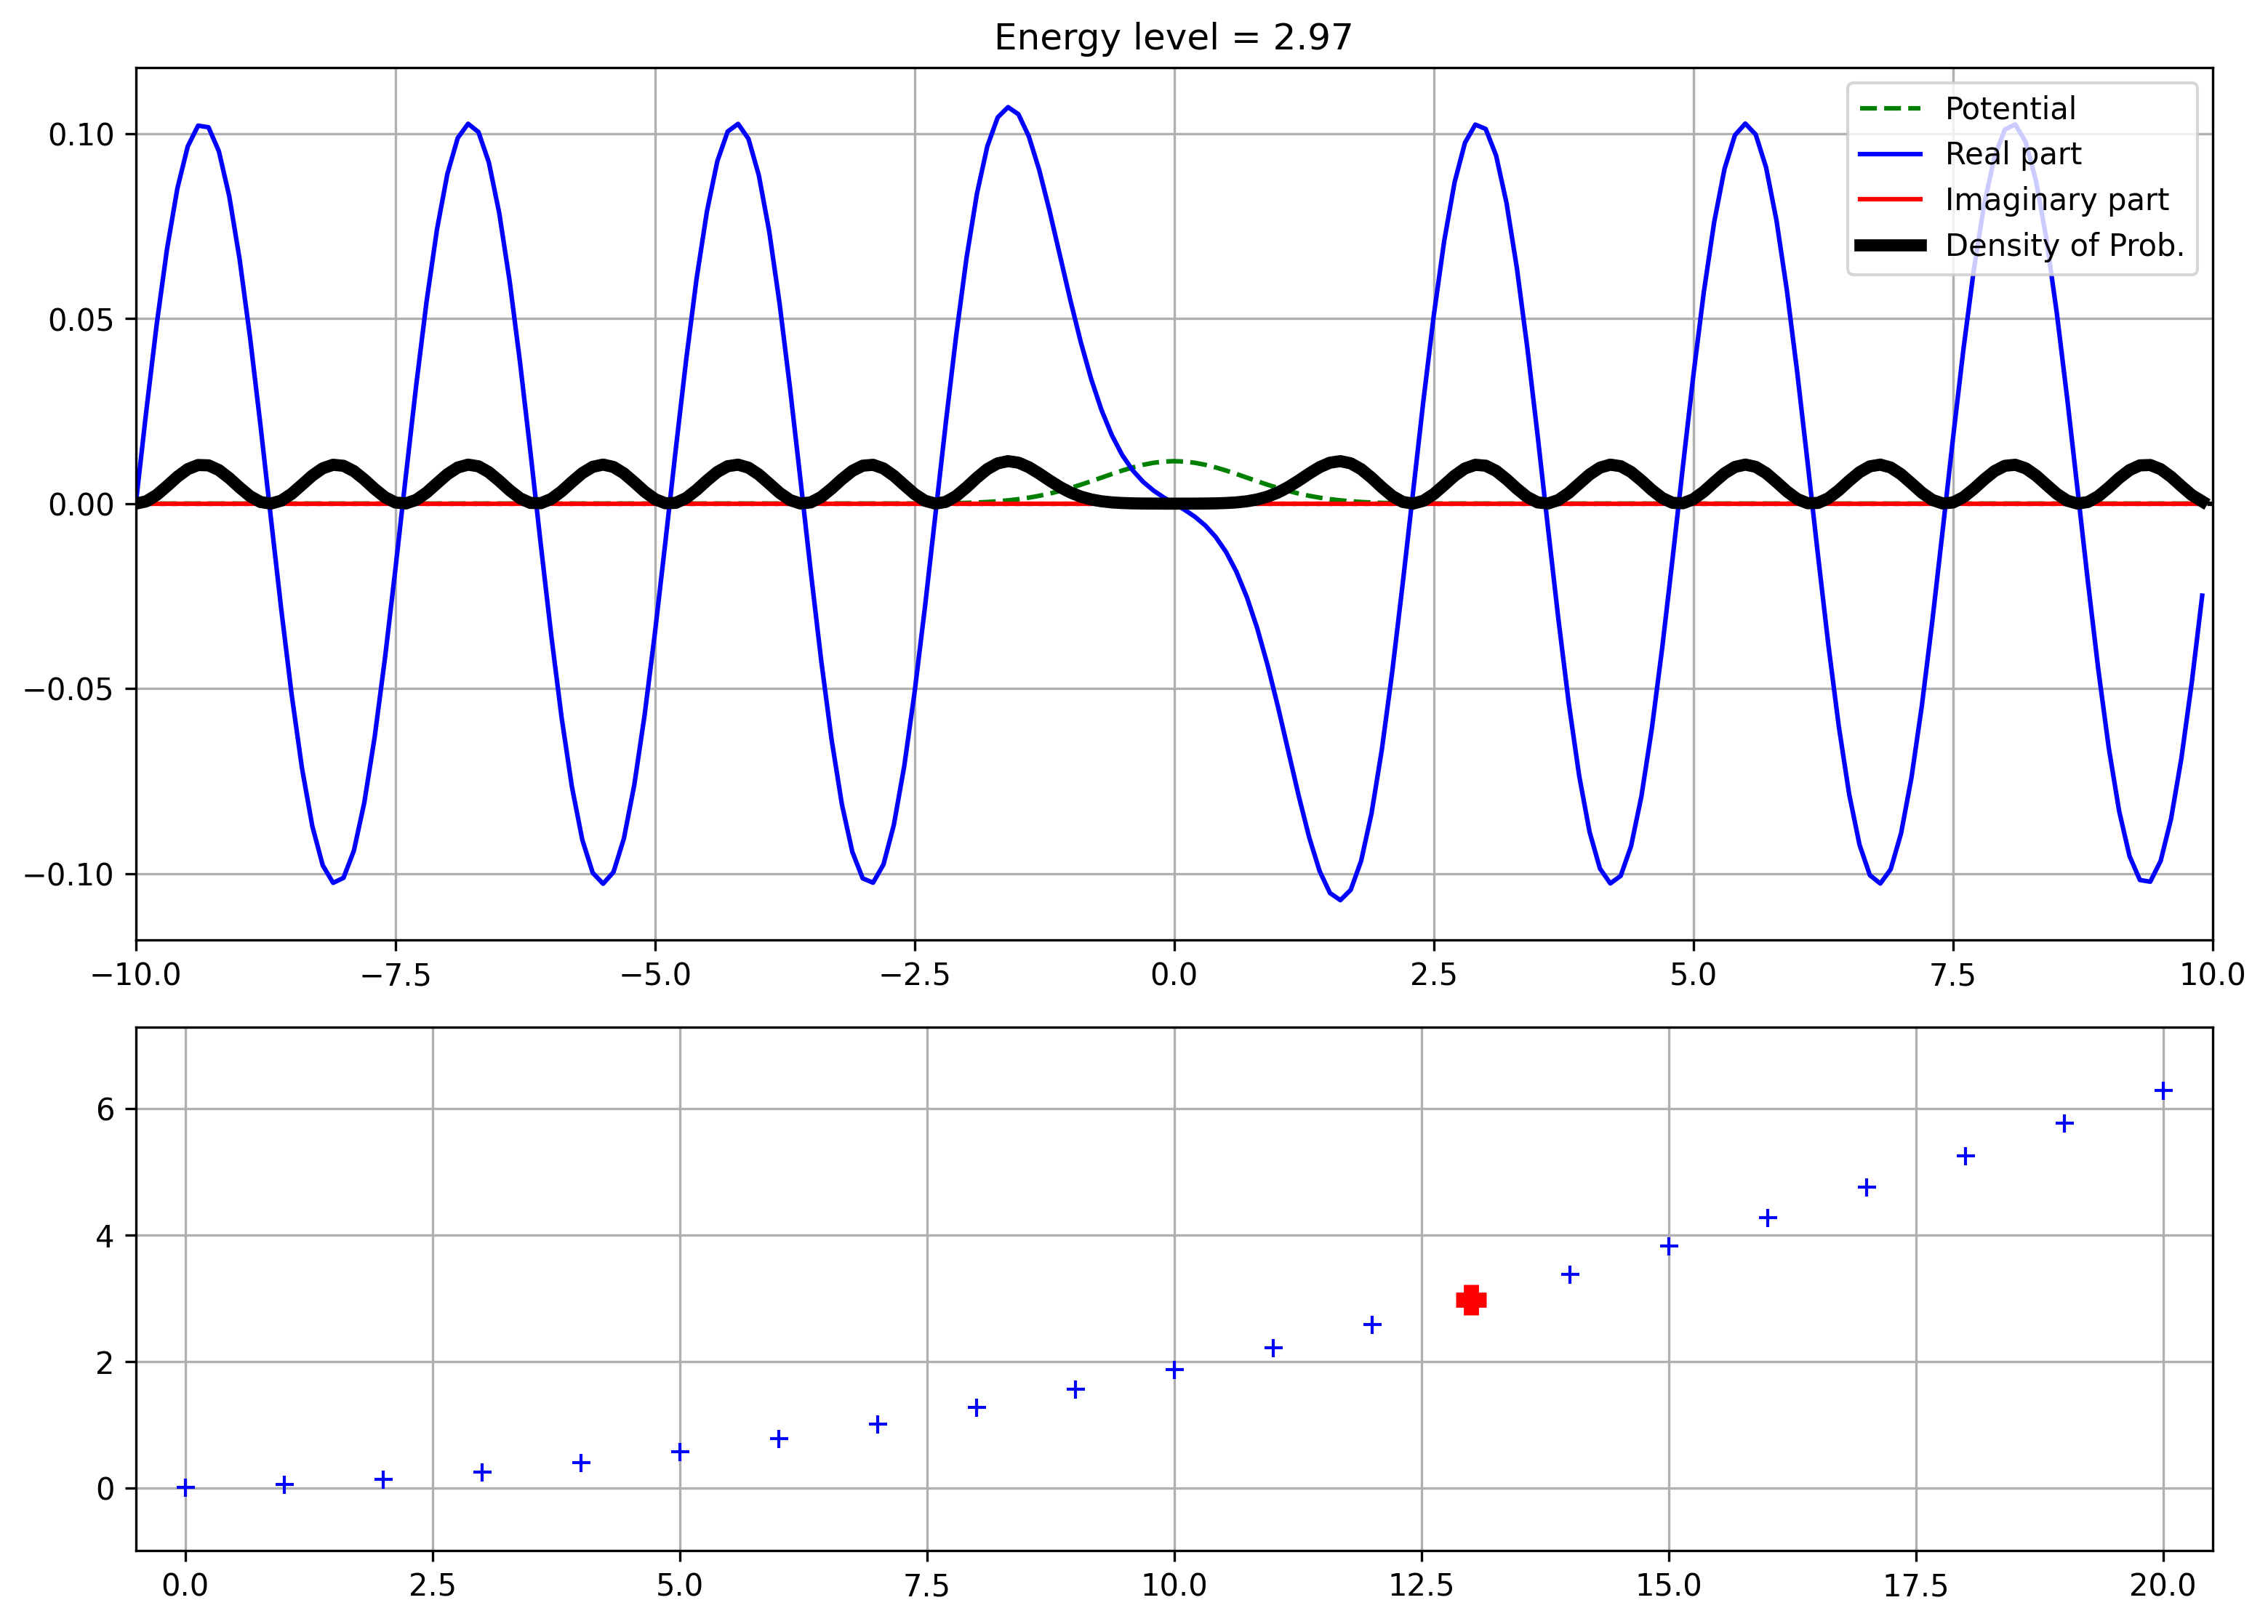 Energy level = 2.97
Potential
Real part
Imaginary part
Density of Prob.
0.10
0.05
0.00
−0.05
−0.10
−10.0 −7.5 −5.0 −2.5 0.0 2.5 5.0 7.5 10.0
6
4
2
0
0.0 2.5 5.0 7.5 10.0 12.5 15.0 17.5 20.0